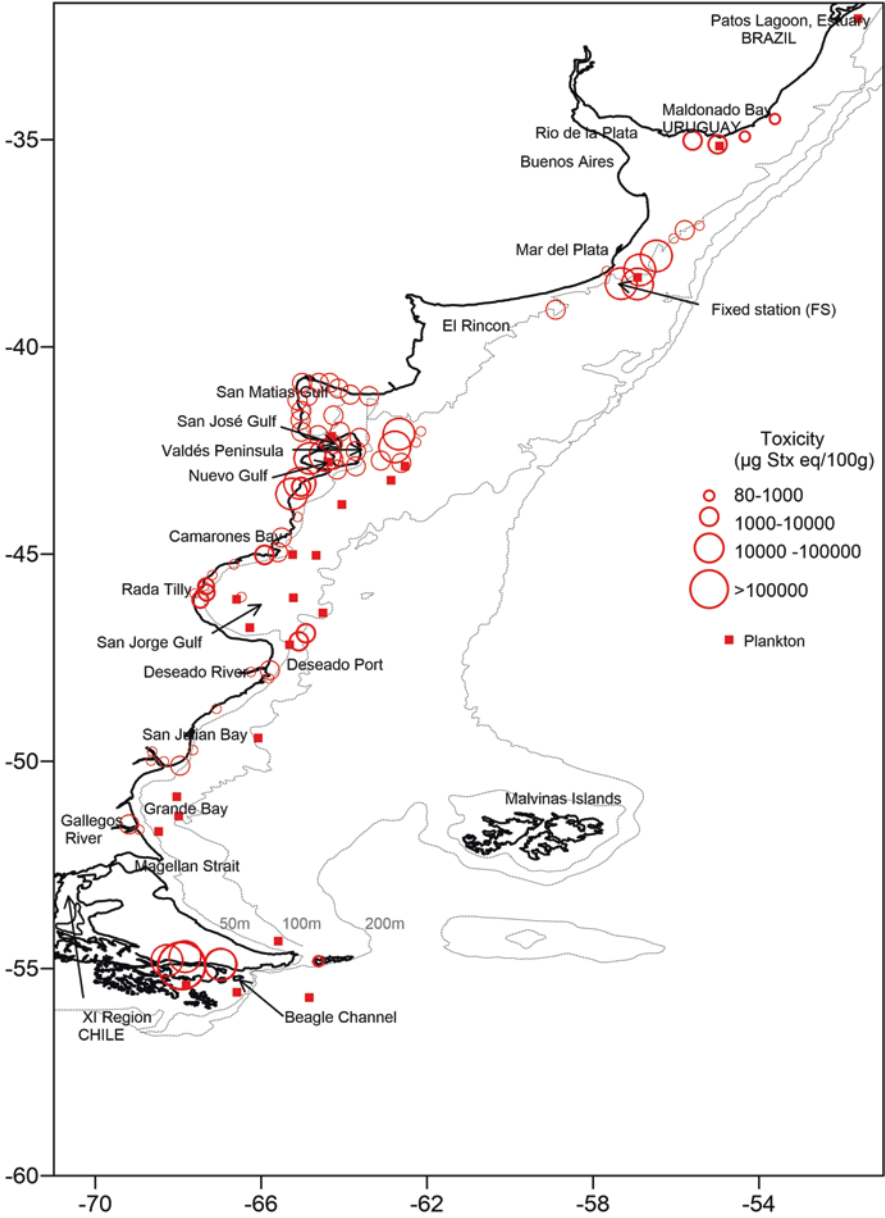 Patos Lagoon, Estuary
BRAZIL
Maldonado Bay
URUGUAY
Rio de la Plata
-35
Buenos Aires
Mar del Plata
Fixed station (FS)
El Rincon
-40
San Matias Gulf
San José Gulf
Valdés Peninsula
Nuevo Gulf
Toxicity
(µg Stx eq/100g)
80-1000
1000-10000
10000 -100000
>100000
Plankton
Camarones Bay
-45
Rada Tilly
San Jorge Gulf
Deseado Port
Deseado River
San Julian Bay
-50
Malvinas Islands
Grande Bay
Gallegos
River
Magellan Strait
50m 100m 200m
-55
XI Region
CHILE
Beagle Channel
-60
-70 -66 -62 -58 -54